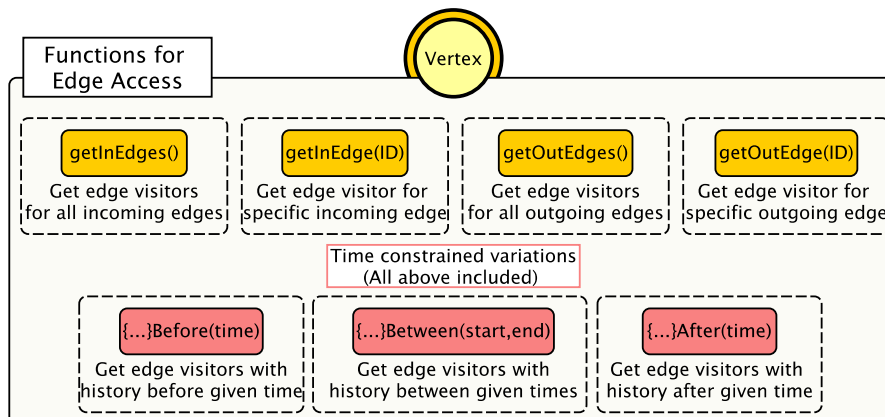 Functions for
Edge Access
Vertex
getInEdges()
Get edge visitors
for all incoming edges
getInEdge(ID)
Get edge visitor for
specific incoming edge
getOutEdges()
Get edge visitors
for all outgoing edges
getOutEdge(ID)
Get edge visitor for
specific outgoing edge
Time constrained variations
(All above included)
{...}Before(time)
Get edge visitors with
history before given time
{...}Between(start,end)
Get edge visitors with
history between given times
{...}After(time)
Get edge visitors with
history after given time